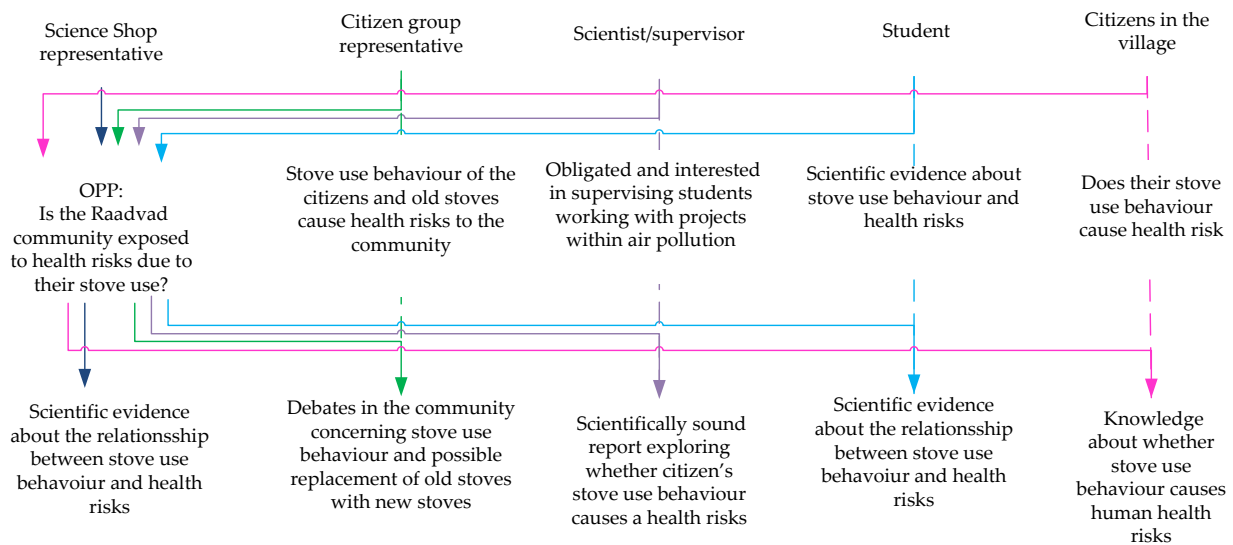 Science Shop
representative
Citizen group
representative
Scientist/supervisor
Student
Citizens in the
village
OPP:
Is the Raadvad
community exposed
to health risks due to
their stove use?
Stove use behaviour of the
citizens and old stoves
cause health risks to the
community
Obligated and interested
in supervising students
working with projects
within air pollution
Scientific evidence about
stove use behaviour and
health risks
Does their stove
use behaviour
cause health risk
Scientific evidence
about the relationsship
between stove use
behavoiur and health
risks
Debates in the community
concerning stove use
behaviour and possible
replacement of old stoves
with new stoves
Scientifically sound
report exploring
whether citizen's
stove use behaviour
causes a health risks
Scientific evidence
about the relationsship
between stove use
behavoiur and health
risks
Knowledge
about whether
stove use
behaviour causes
human health
risks